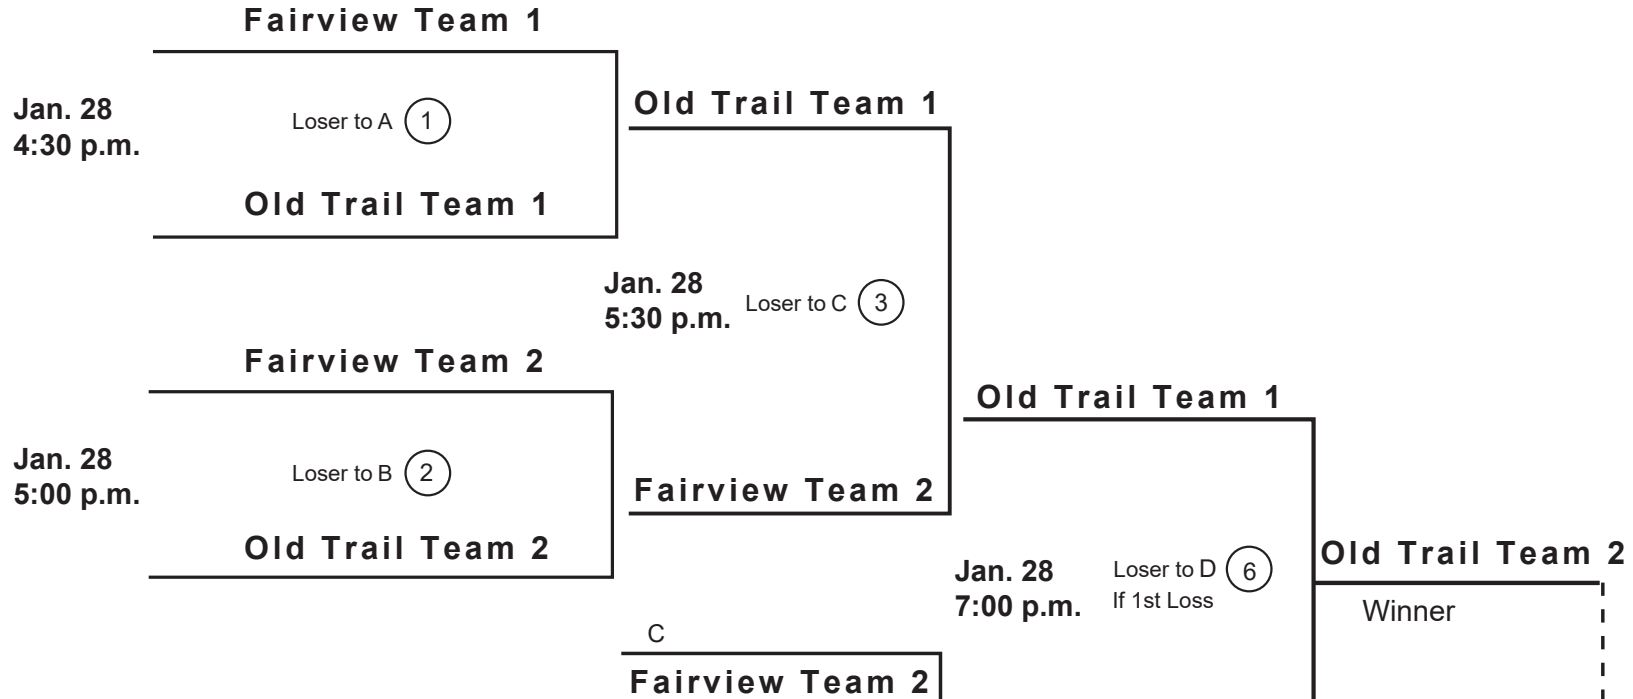 Fairview Team 1
Jan. 28
4:30 p.m.
Loser to A 1
Old Trail Team 1
Old Trail Team 1
Jan. 28
5:30 p.m.
Loser to C 3
Fairview Team 2
Jan. 28
5:00 p.m.
Loser to B 2
Old Trail Team 2
Fairview Team 2
Old Trail Team 1
Jan. 28
7:00 p.m.
Loser to D 6
If 1st Loss
Old Trail Team 2
Winner
C
Fairview Team 2